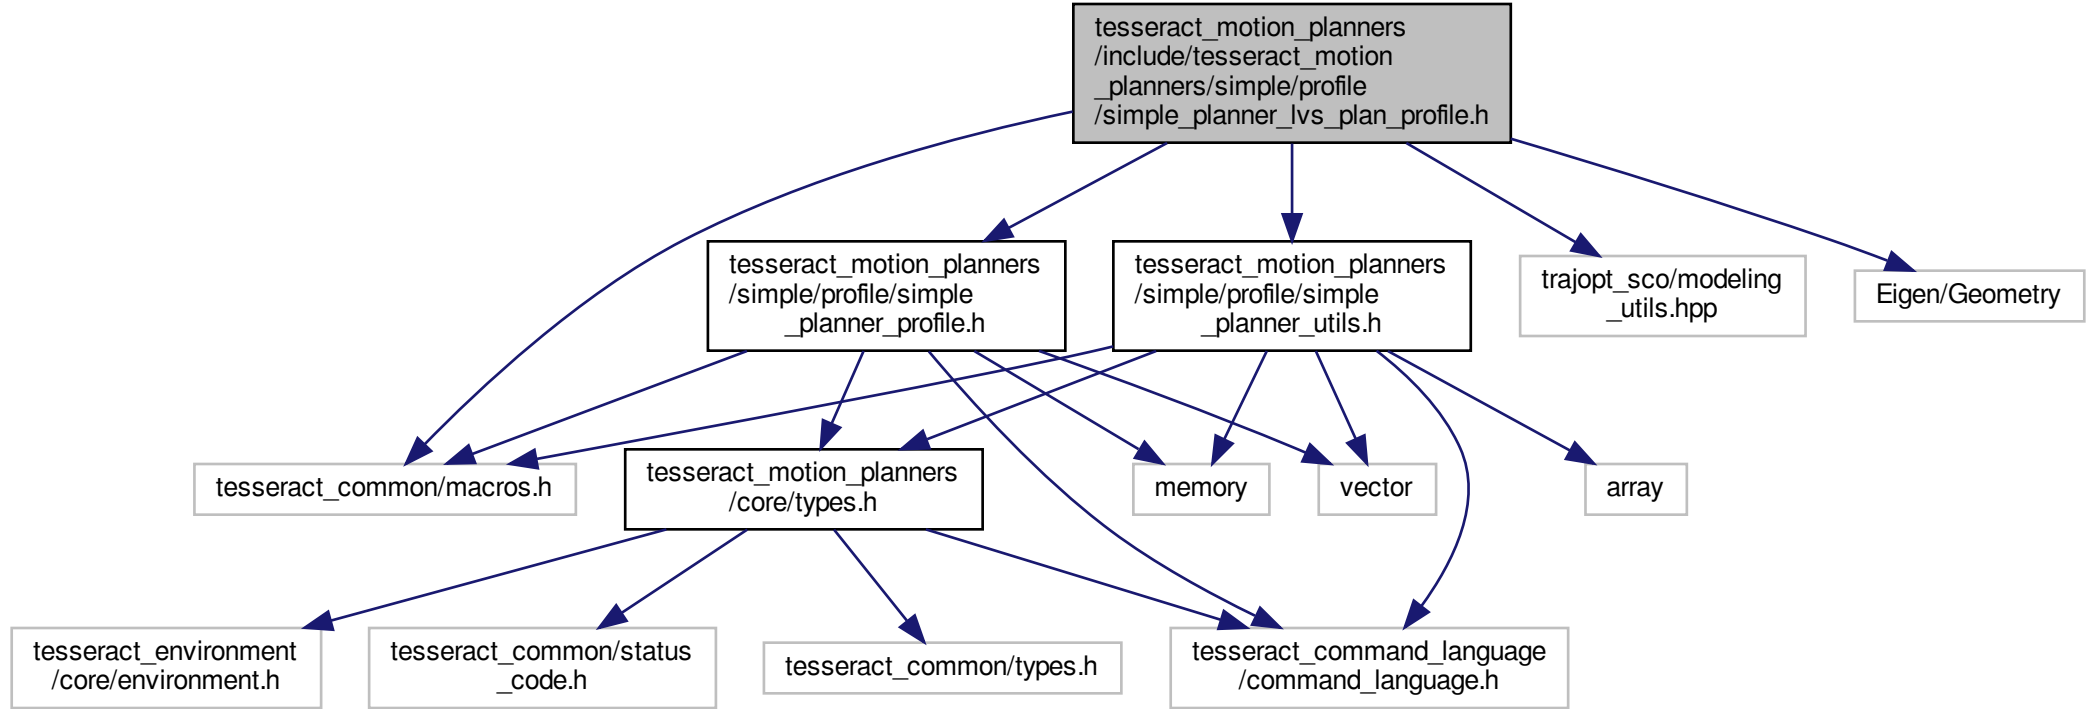 tesseract_motion_planners
/include/tesseract_motion
_planners/simple/profile
/simple_planner_lvs_plan_profile.h
tesseract_motion_planners
/simple/profile/simple
_planner_profile.h
tesseract_motion_planners
/simple/profile/simple
_planner_utils.h
trajopt_sco/modeling
_utils.hpp
Eigen/Geometry
tesseract_common/macros.h
tesseract_motion_planners
/core/types.h
memory
vector
array
tesseract_environment
/core/environment.h
tesseract_common/status
_code.h
tesseract_common/types.h
tesseract_command_language
/command_language.h